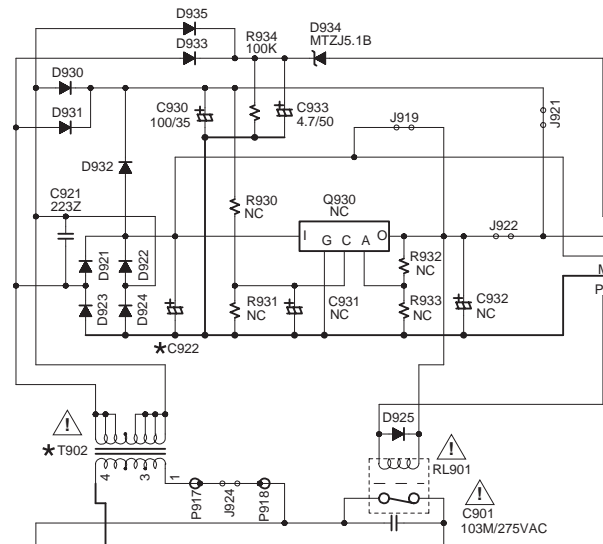 D935
D933
R934
100K
D934
MTZJ5.1B
D930
D931
C930
100/35
C933
4.7/50
J919
J921
D932
C921
223Z
R930
NC
Q930
NC
I
G
C
A
O
J922
D921
D922
R932
NC
D923
D924
R931
NC
C931
NC
R933
NC
C932
NC
M
P
*C922
D925
*T902
RL901
4
3
1
P917
J924
P918
C901
103M/275VAC